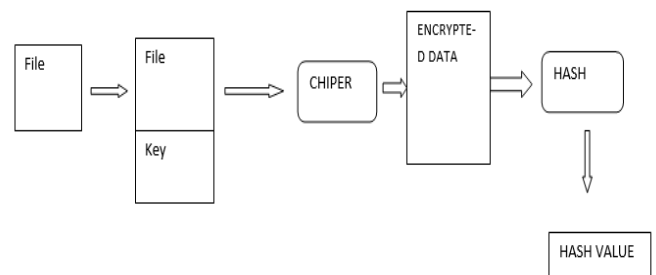 File
File
Key
CHIPER
ENCRYPTE-
D DATA
HASH
HASH VALUE